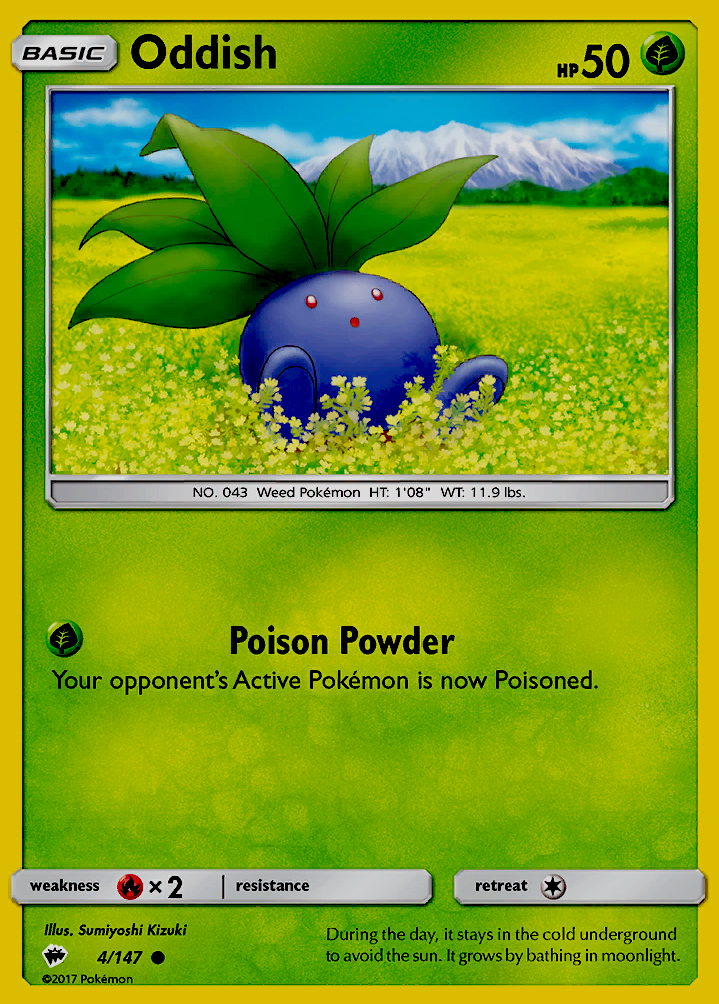 BASIC Oddish HP 50
NO. 043 Weed Pokémon HT: 1'08" WT: 11.9 lbs.
Poison Powder
Your opponent's Active Pokémon is now Poisoned.
weakness × 2 resistance retreat
Illus. Sumiyoshi Kizuki
4/147
©2017 Pokémon
During the day, it stays in the cold underground
to avoid the sun. It grows by bathing in moonlight.